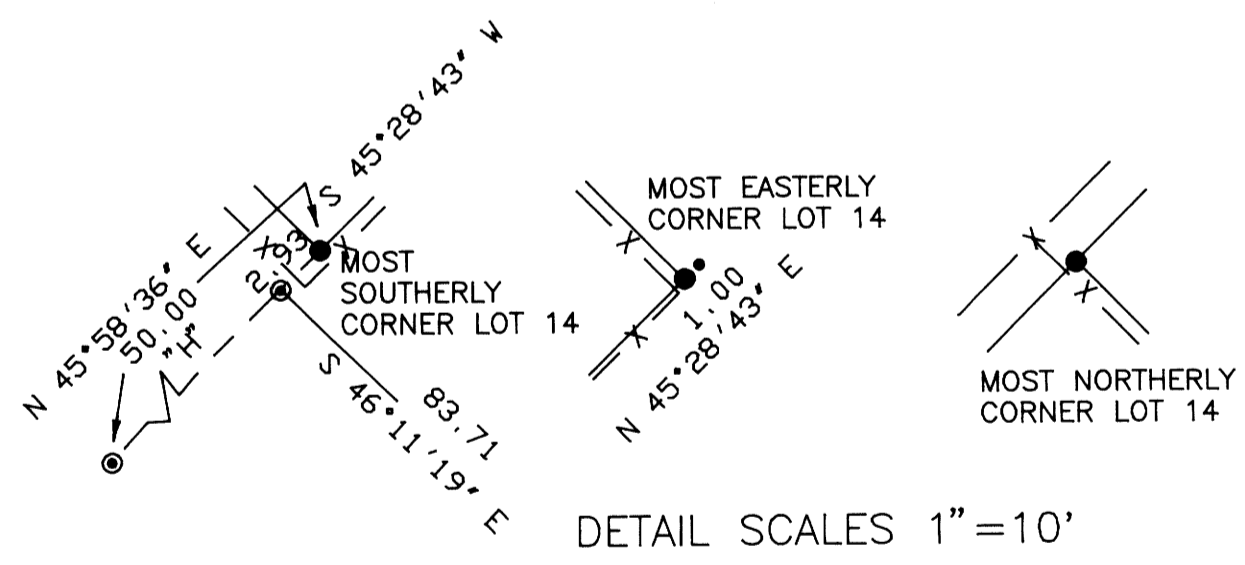 S 45°28'43" W
N 45°58'36" E
50.00
"H"
2.93
X
X
MOST
SOUTHERLY
CORNER LOT 14
S 46°11'19" E
83.71
MOST EASTERLY
CORNER LOT 14
X
X
1.00
N 45°28'43" E
X
X
MOST NORTHERLY
CORNER LOT 14
DETAIL SCALES 1"=10'